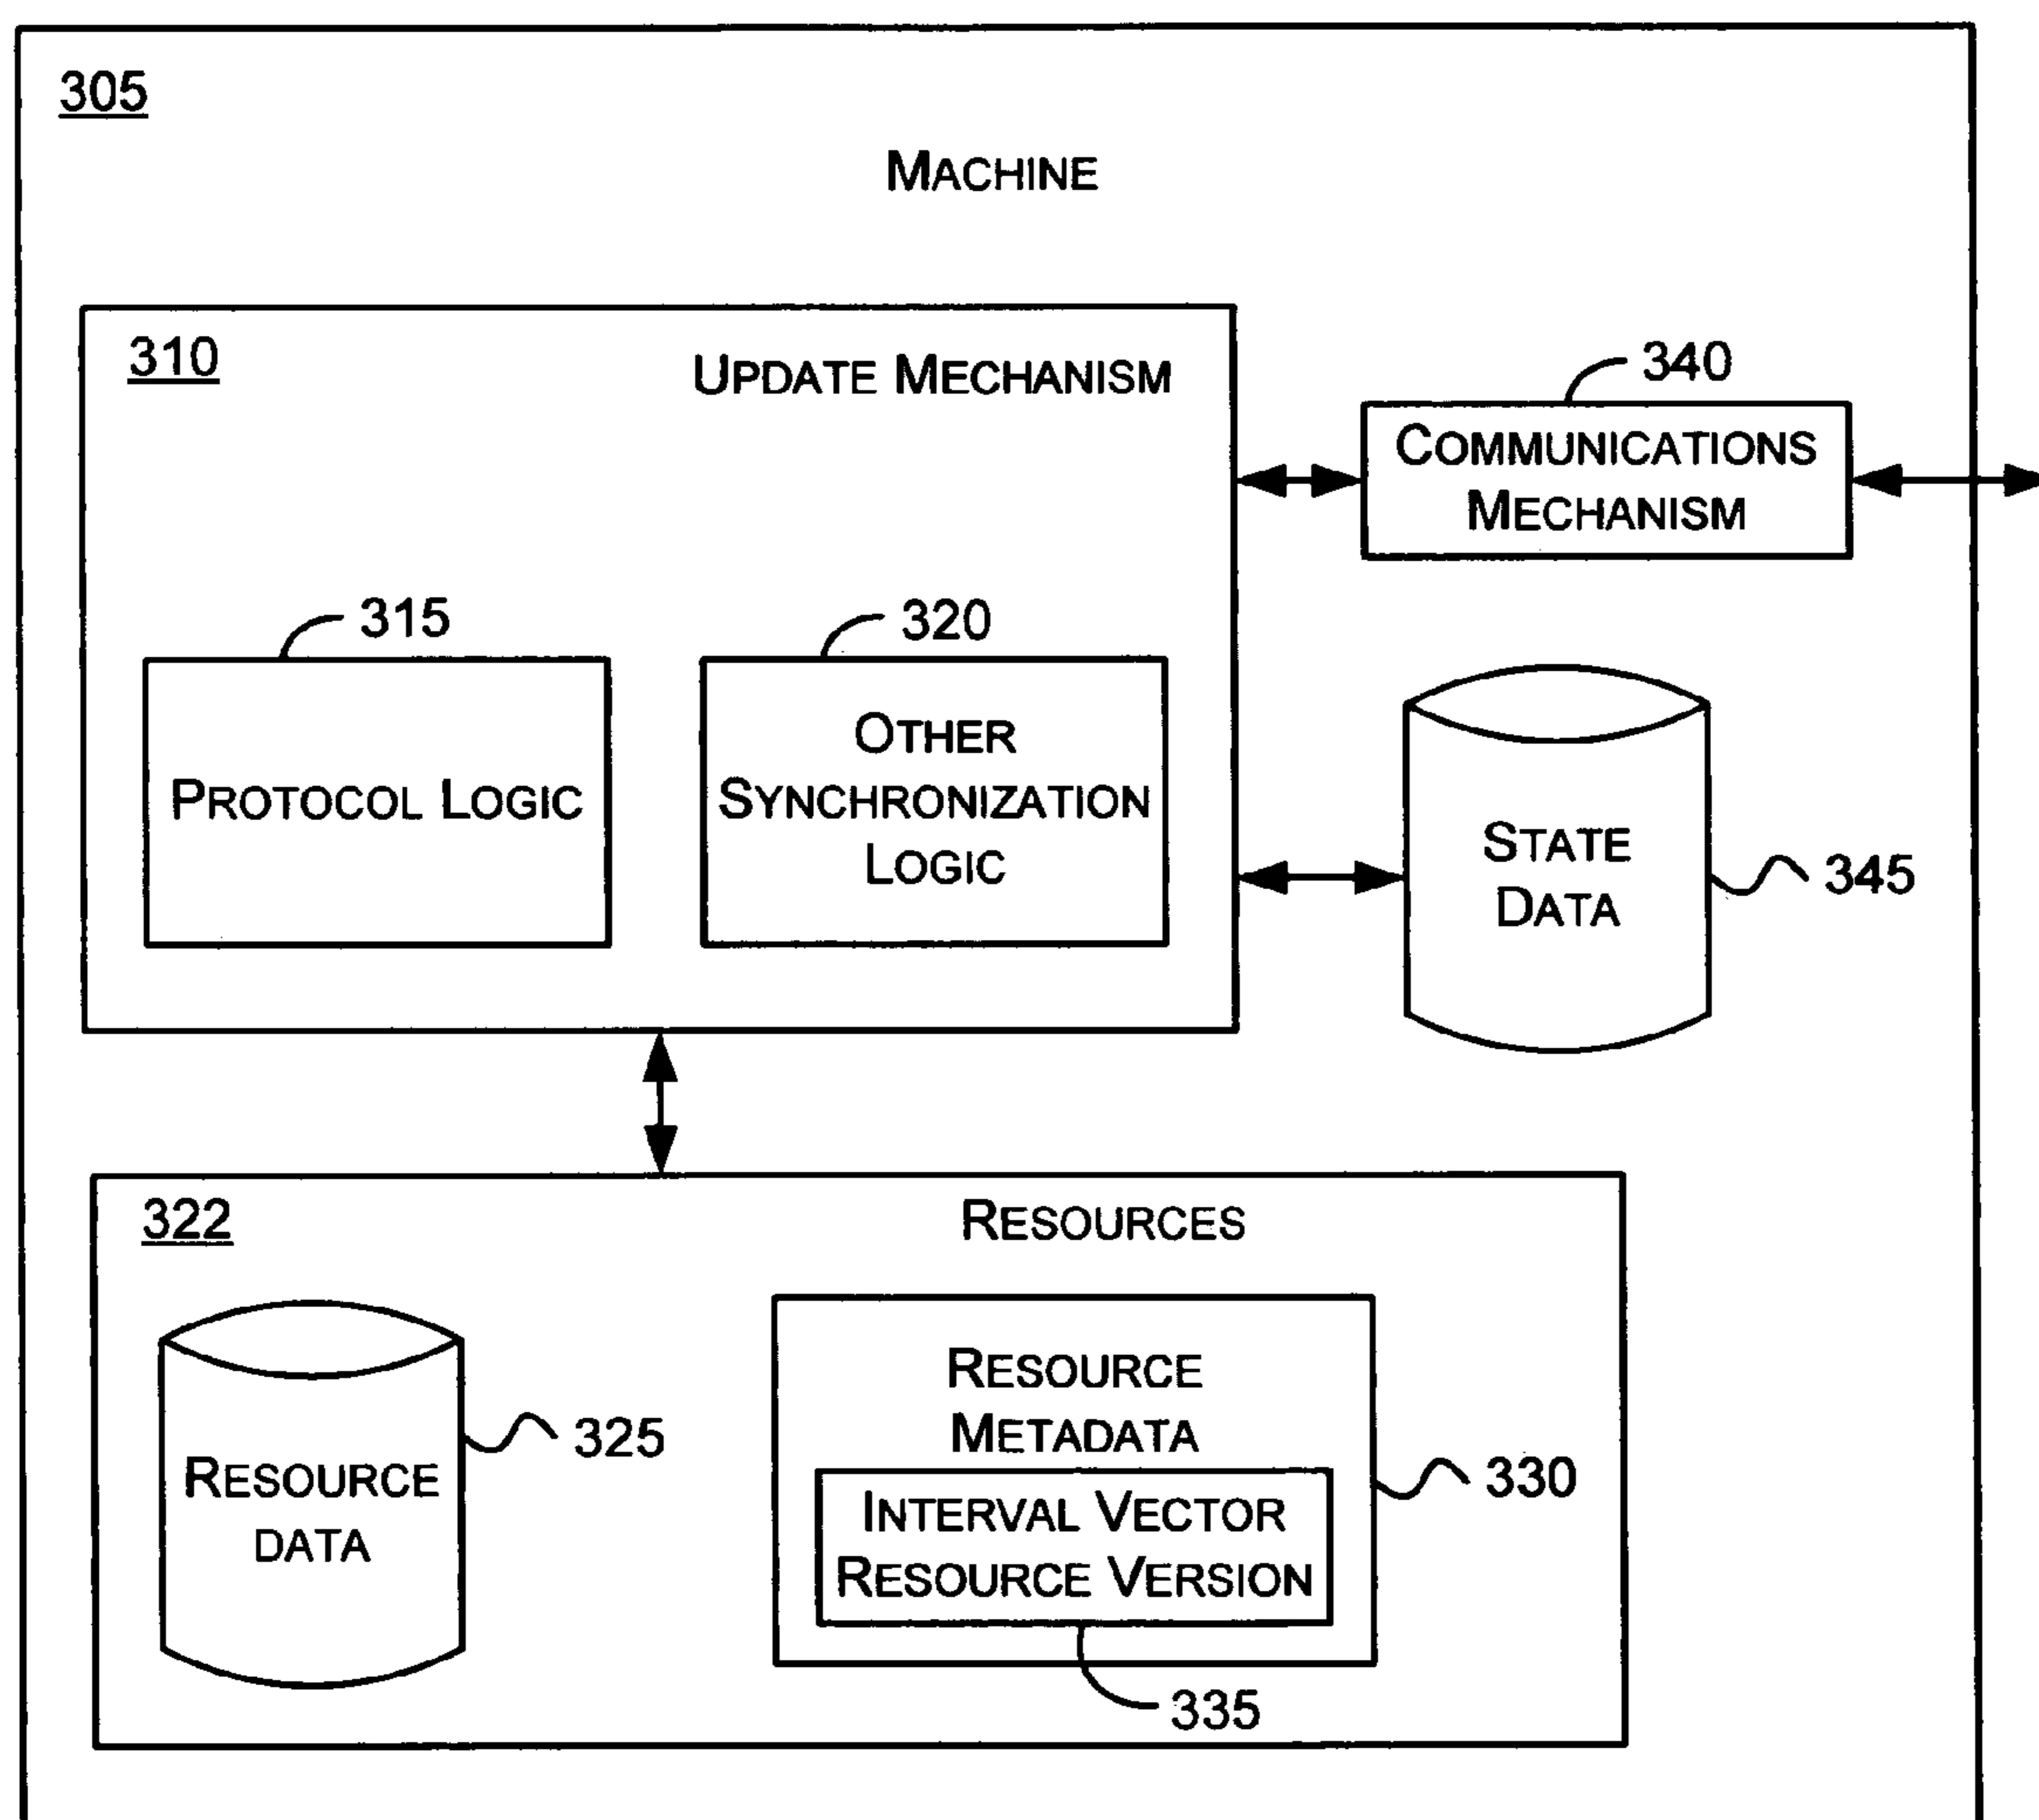 305
MACHINE
310
UPDATE MECHANISM
340
COMMUNICATIONS
MECHANISM
315
320
PROTOCOL LOGIC
OTHER
SYNCHRONIZATION
LOGIC
STATE
DATA
345
322
RESOURCES
RESOURCE
DATA
325
RESOURCE
METADATA
330
INTERVAL VECTOR
RESOURCE VERSION
335